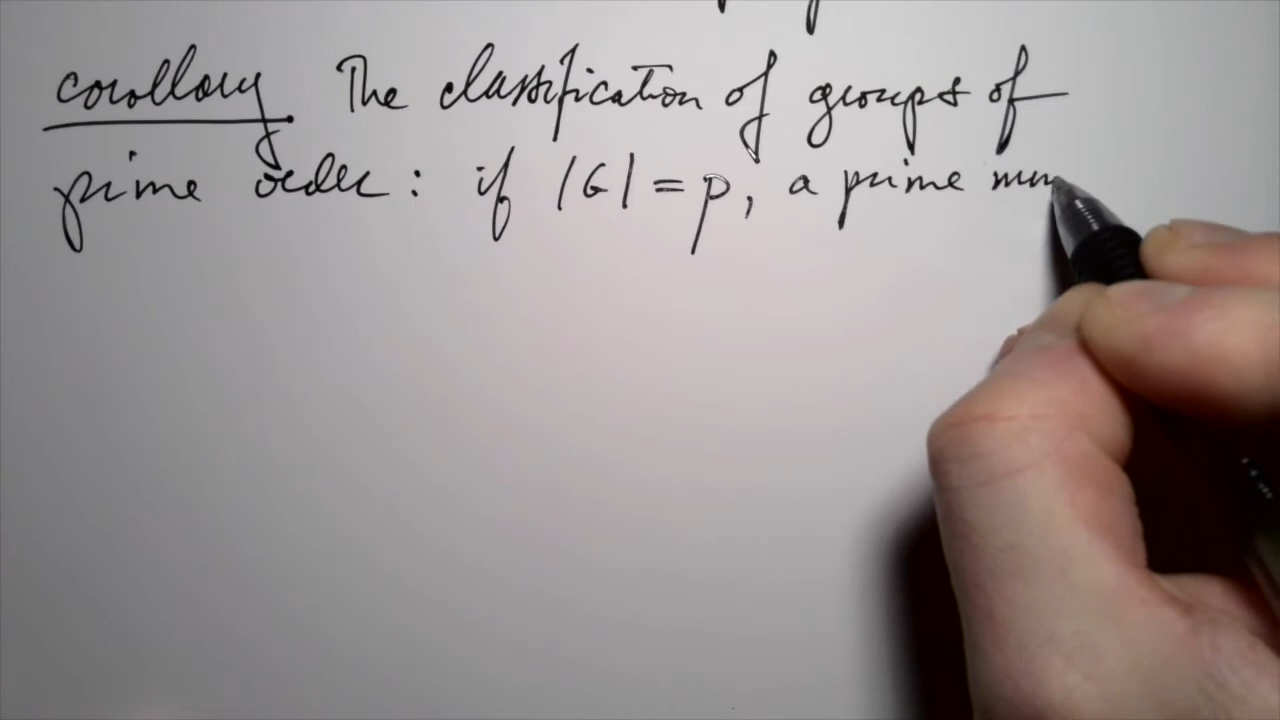 corollary The classification of groups of
prime order: if |G| = p, a prime